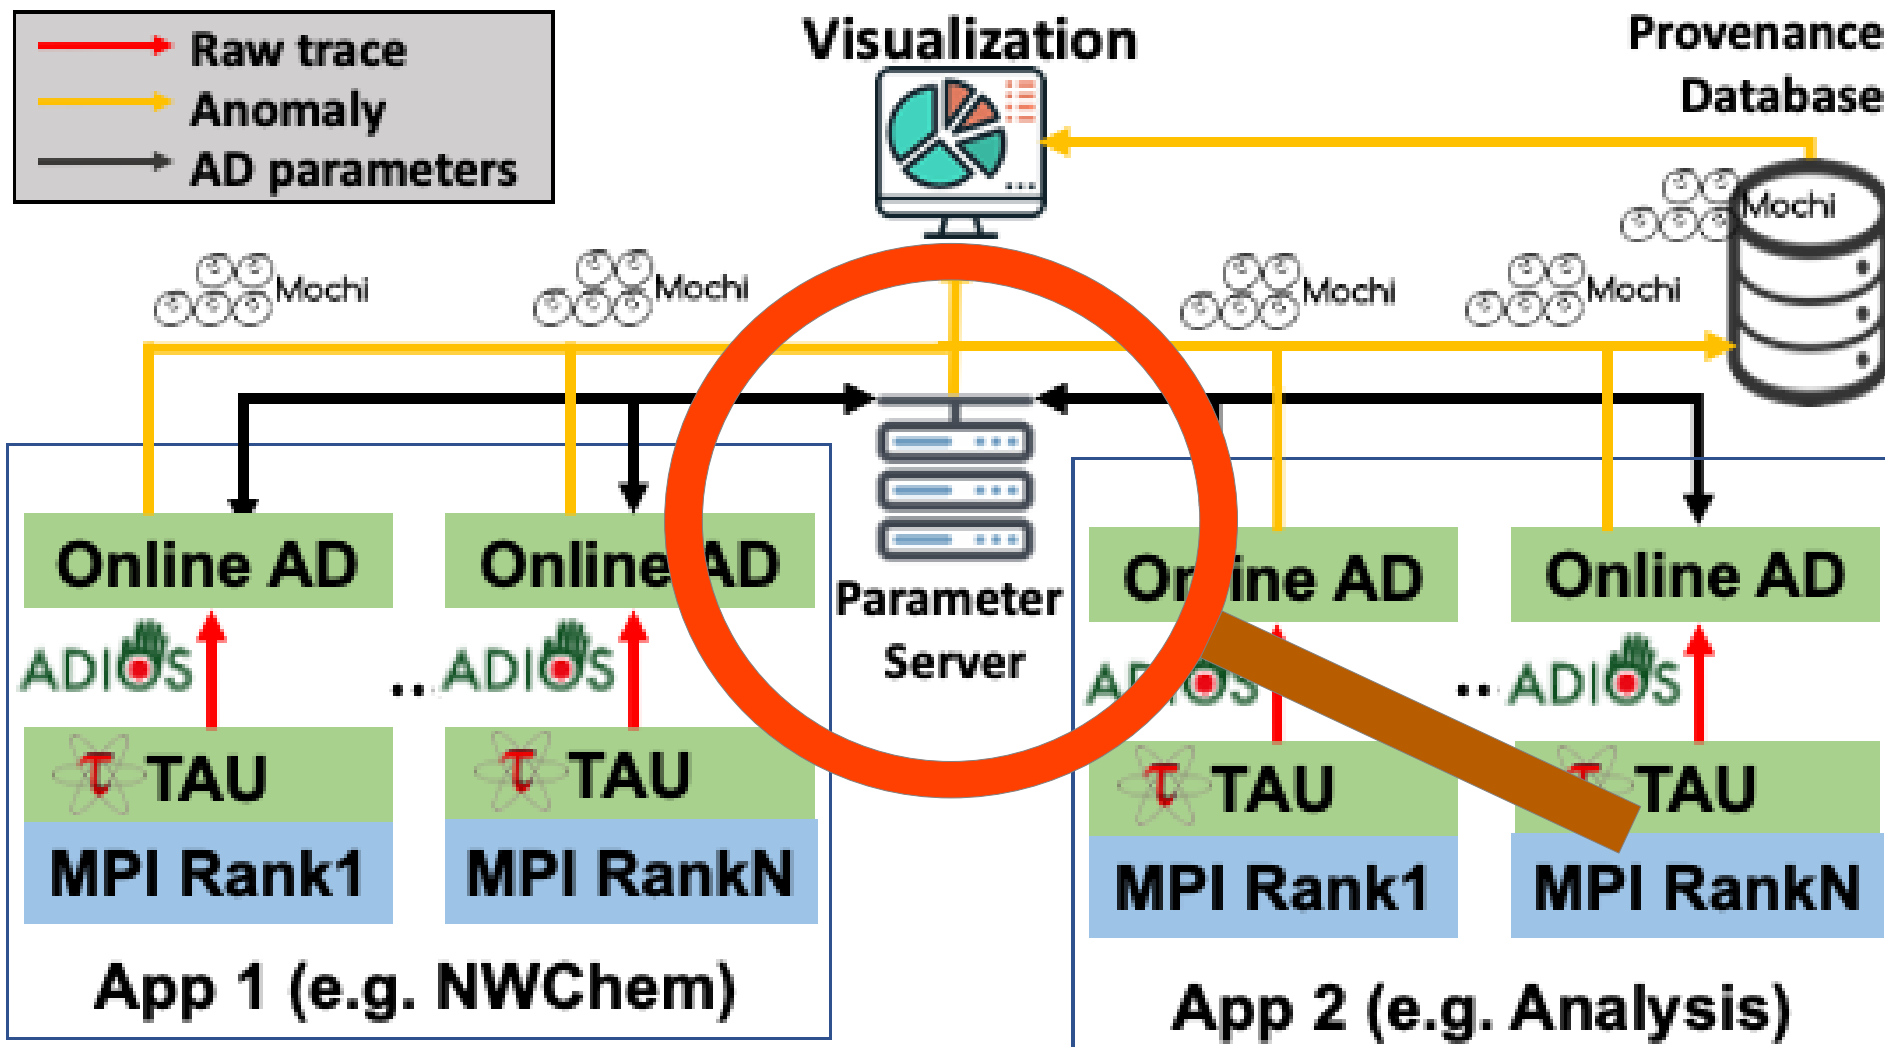 Raw trace
Anomaly
AD parameters
Visualization
Provenance
Database
Mochi
Mochi
Mochi
Mochi
Mochi
Online AD
Online AD
Online AD
Online AD
Parameter
Server
ADIOS
..
ADIOS
ADIOS
..
ADIOS
τ TAU
τ TAU
τ TAU
τ TAU
MPI Rank1
MPI RankN
MPI Rank1
MPI RankN
App 1 (e.g. NWChem)
App 2 (e.g. Analysis)